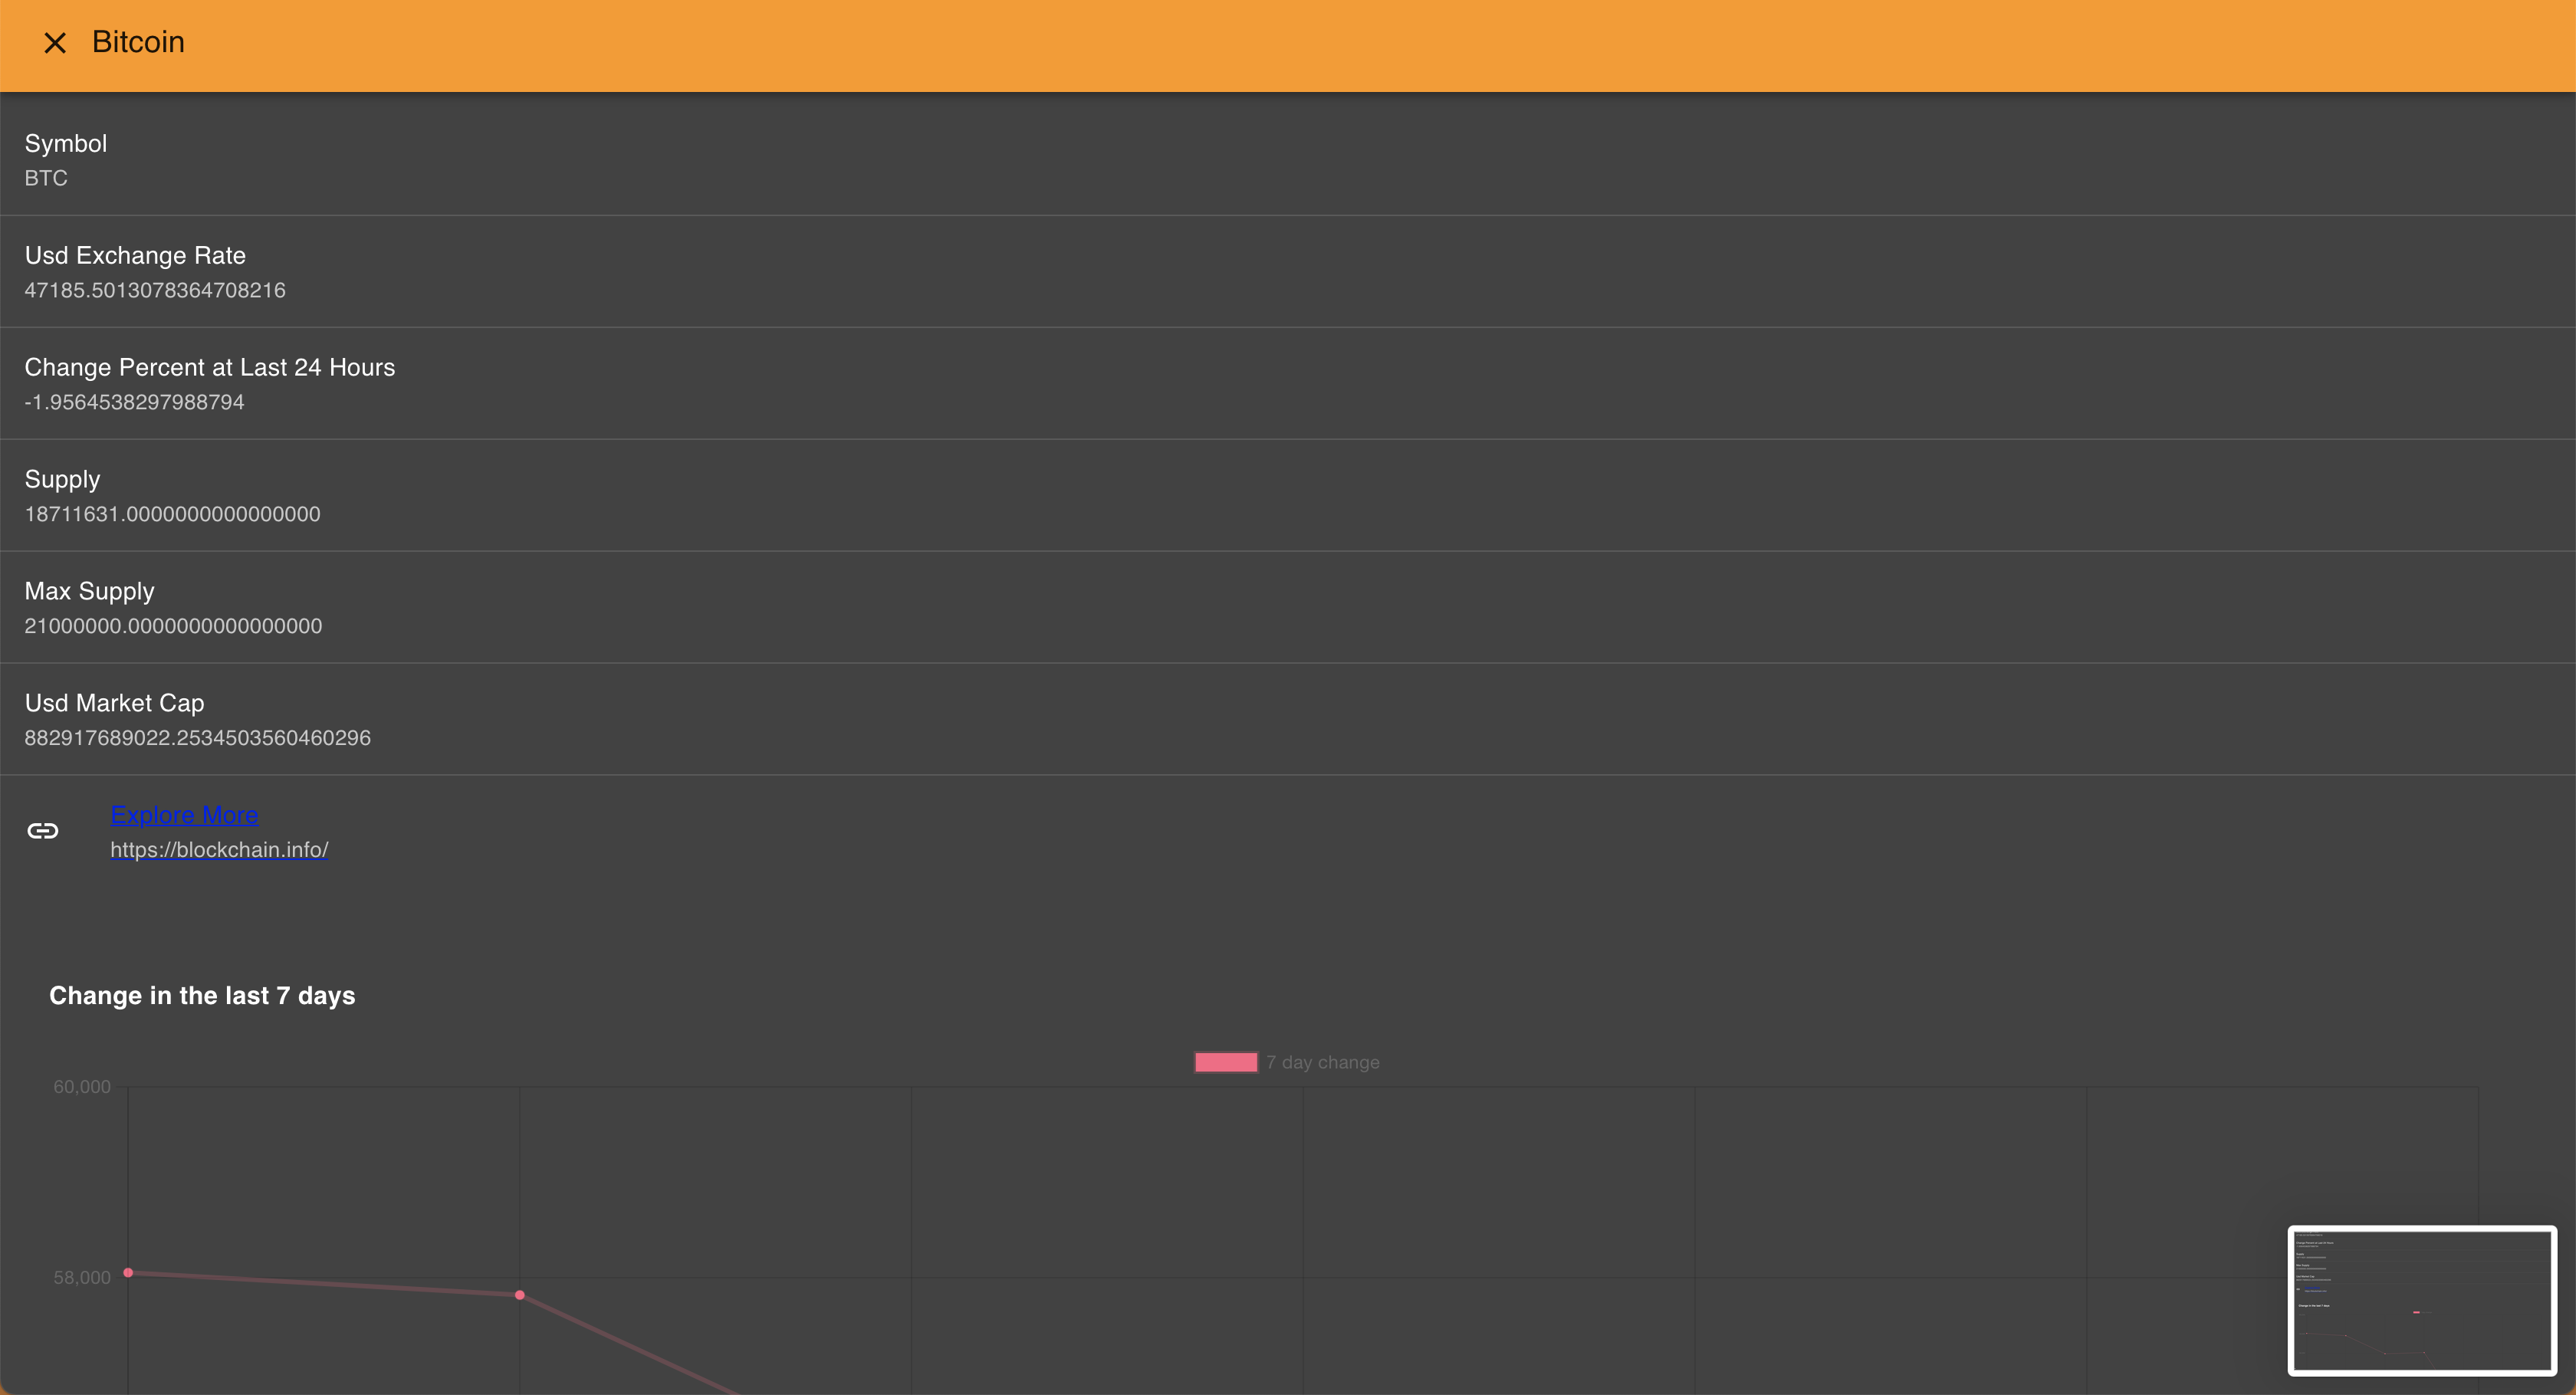 Bitcoin
Symbol
BTC
Usd Exchange Rate
47185.5013078364708216
Change Percent at Last 24 Hours
-1.9564538297988794
Supply
18711631.0000000000000000
Max Supply
21000000.0000000000000000
Usd Market Cap
882917689022.2534503560460296
Explore More
https://blockchain.info/
Change in the last 7 days
7 day change
60,000
58,000